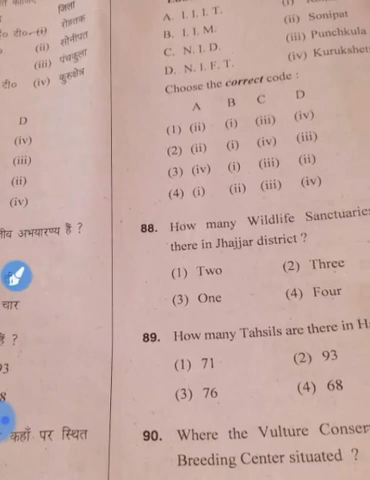 जिला
रोहतक
(ii) सोनीपत
(iii) पंचकुला
टी० (iv) कुरुक्षेत्र
D
(iv)
(iii)
(ii)
(iv)
अभयारण्य हैं ?
चार
हैं ?
93
8
कहाँ पर स्थित
A. I. I. I. T.
B. I. I. M. (ii) Sonipat
C. N. I. D. (iii) Punchkula
D. N. I. F. T. (iv) Kurukshet
Choose the correct code :
A B C D
(1) (ii) (i) (iii) (iv)
(2) (ii) (i) (iv) (iii)
(3) (iv) (i) (iii) (ii)
(4) (i) (ii) (iii) (iv)
88. How many Wildlife Sanctuarie
there in Jhajjar district ?
(1) Two (2) Three
(3) One (4) Four
89. How many Tahsils are there in H
(1) 71 (2) 93
(3) 76 (4) 68
90. Where the Vulture Conser
Breeding Center situated ?